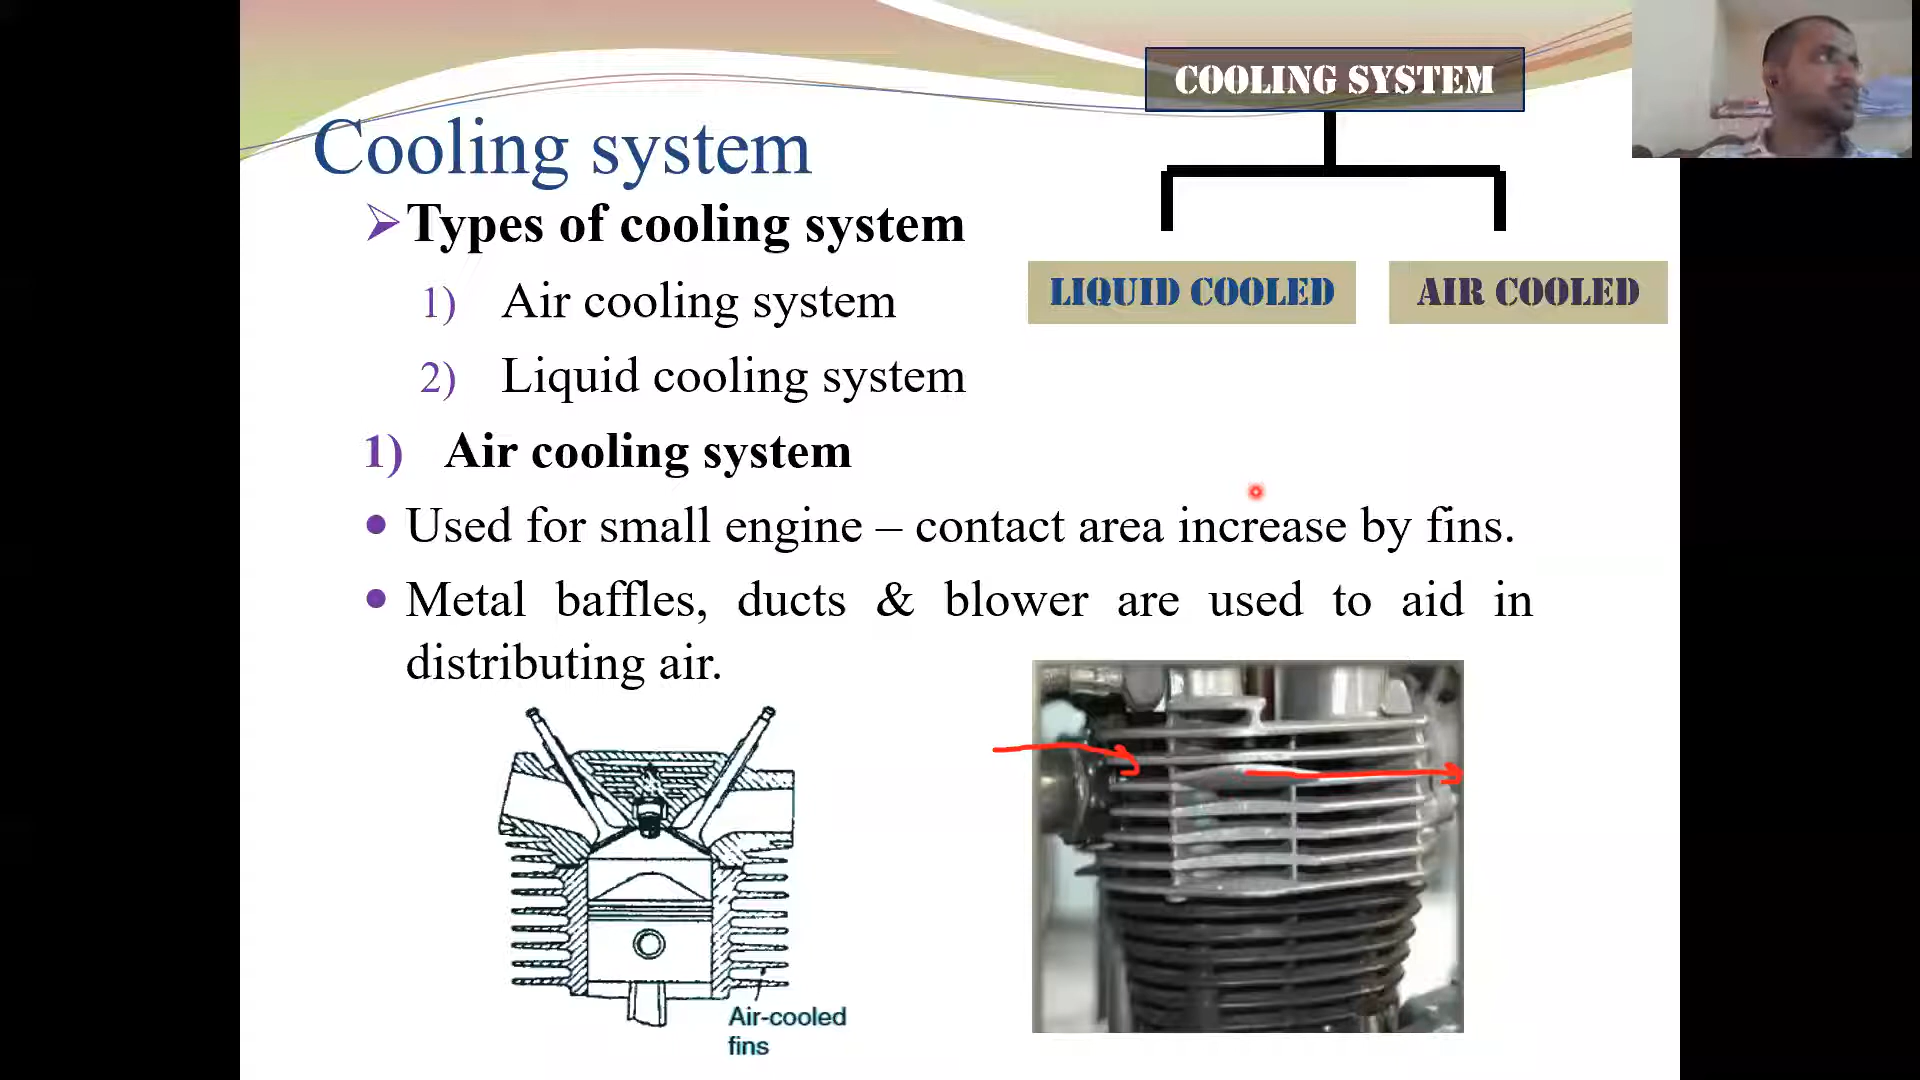 COOLING SYSTEM
Cooling system
LIQUID COOLED
AIR COOLED
➢Types of cooling system
1) Air cooling system
2) Liquid cooling system
1) Air cooling system
• Used for small engine – contact area increase by fins.
• Metal baffles, ducts & blower are used to aid in
distributing air.
Air-cooled
fins